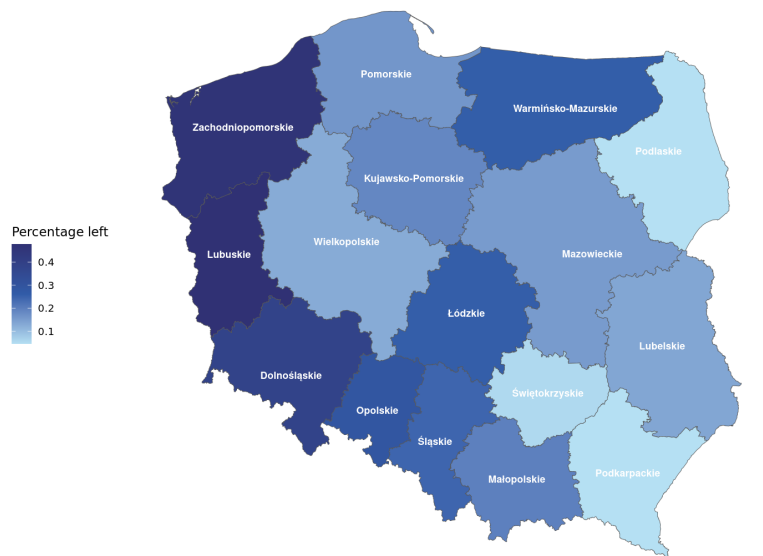 Pomorskie
Warmińsko-Mazurskie
Zachodniopomorskie
Podlaskie
Kujawsko-Pomorskie
Percentage left
Wielkopolskie
Lubuskie
Mazowieckie
0.4
0.3
0.2
0.1
Łódzkie
Lubelskie
Dolnośląskie
Świętokrzyskie
Opolskie
Śląskie
Podkarpackie
Małopolskie